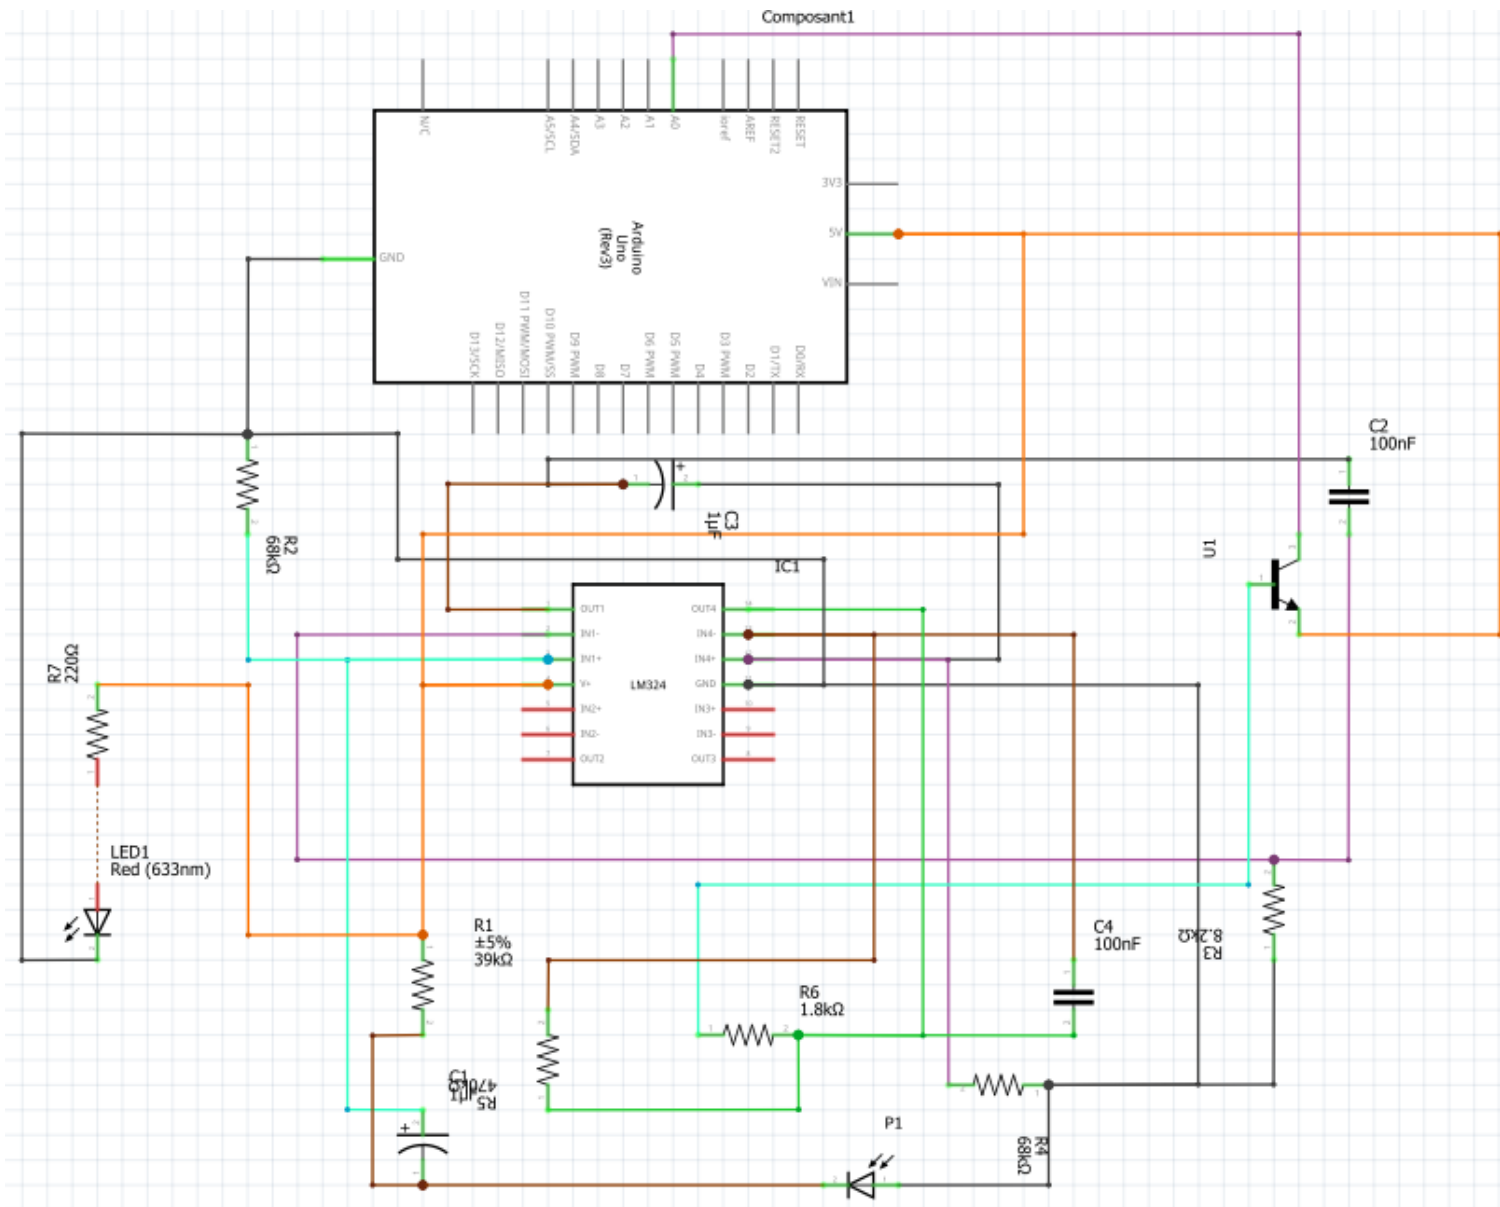 Composant1
N/C
A5/SCL
A4/SDA
A3
A2
A1
A0
ioref
AREF
RESET2
RESET
3V3
5V
VIN
GND
Arduino
Uno
(Rev3)
D13/SCK
D12/MISO
D11 PWM/MOSI
D10 PWM/SS
D9 PWM
D8
D7
D6 PWM
D5 PWM
D4
D3 PWM
D2
D1/TX
D0/RX
C2
100nF
C3
1µF
R2
68kΩ
U1
IC1
OUT1
IN1-
IN1+
V+
IN2+
IN2-
OUT2
LM324
OUT4
IN4-
IN4+
GND
IN3+
IN3-
OUT3
R7
220Ω
LED1
Red (633nm)
R1
±5%
39kΩ
C4
100nF
R3
8.2kΩ
R6
1.8kΩ
C1
1µF
R5
470kΩ
P1
R4
68kΩ